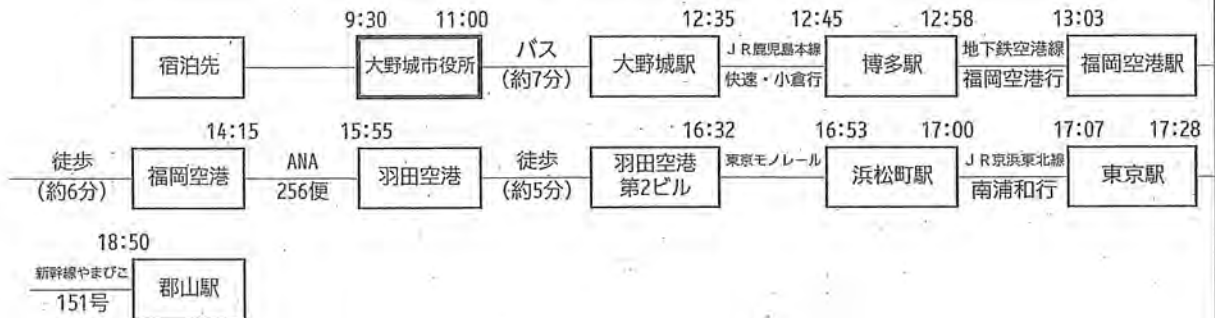 9:30 11:00 12:35 12:45 12:58 13:03
宿泊先 大野城市役所 バス (約7分) 大野城駅 JR鹿児島本線 快速・小倉行 博多駅 地下鉄空港線 福岡空港行 福岡空港駅
14:15 15:55 16:32 16:53 17:00 17:07 17:28
徒歩 (約6分) 福岡空港 ANA 256便 羽田空港 徒歩 (約5分) 羽田空港 第2ビル 東京モノレール 浜松町駅 JR京浜東北線 南浦和行 東京駅
18:50
新幹線やまびこ 151号 郡山駅